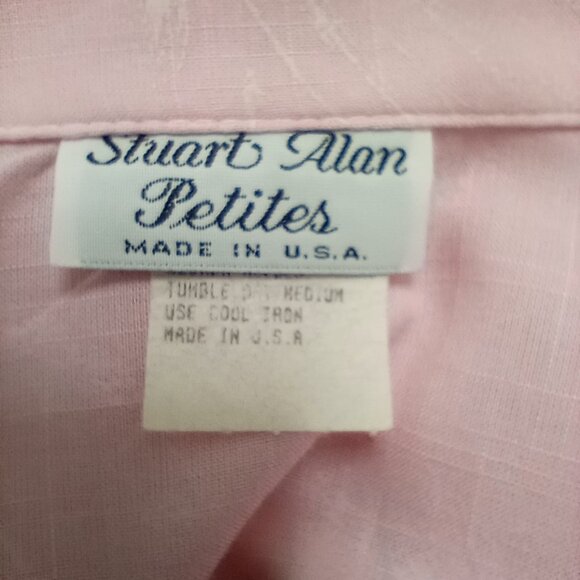 Stuart Alan
Petites
MADE IN U.S.A.
TUMBLE DRY MEDIUM
USE COOL IRON
MADE IN U.S.A